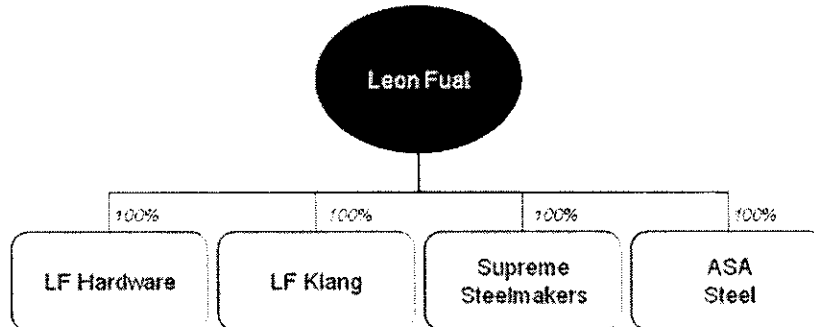 Leon Fuat
100% 100% 100% 100%
LF Hardware LF Klang Supreme Steelmakers ASA Steel